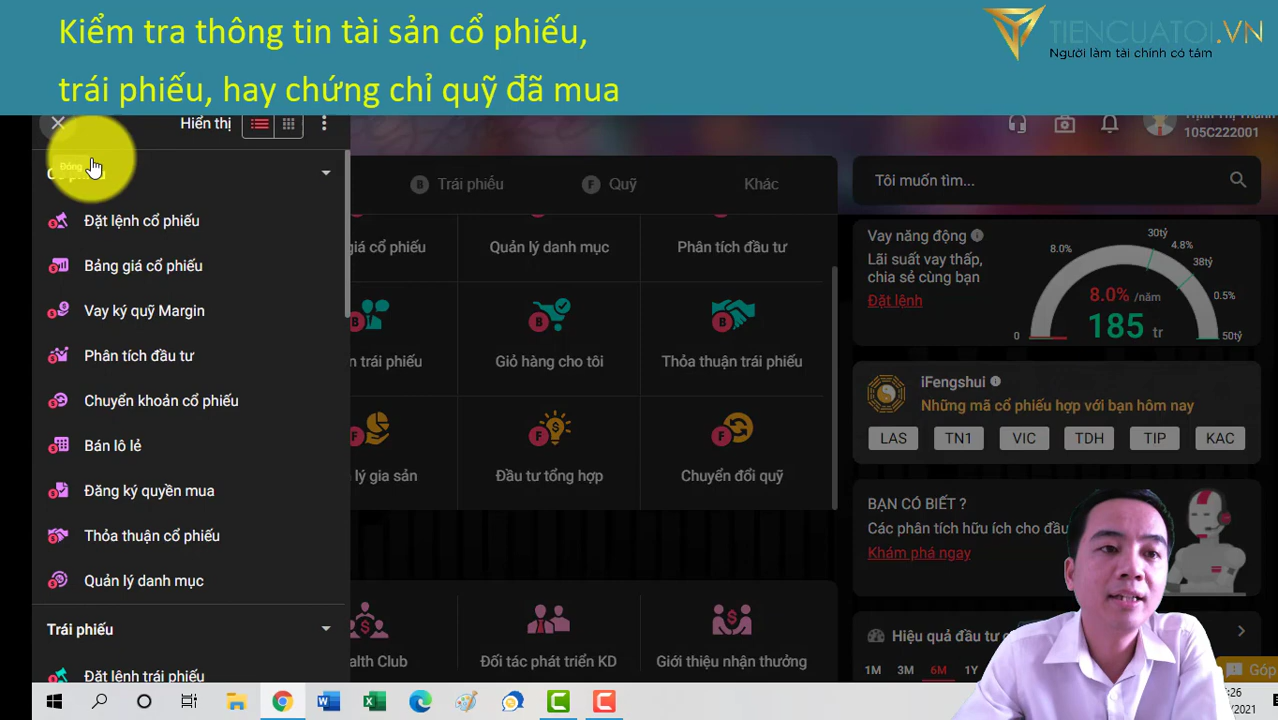 Kiểm tra thông tin tài sản cổ phiếu,
trái phiếu, hay chứng chỉ quỹ đã mua
TIENCUATOI.VN
Người làm tài chính có tâm
Hiển thị
Đóng
Đặt lệnh cổ phiếu
Bảng giá cổ phiếu
Vay ký quỹ Margin
Phân tích đầu tư
Chuyển khoản cổ phiếu
Bán lô lẻ
Đăng ký quyền mua
Thỏa thuận cổ phiếu
Quản lý danh mục
Trái phiếu
Đặt lệnh trái phiếu
B Trái phiếu
F Quỹ
Khác
giá cổ phiếu
Quản lý danh mục
Phân tích đầu tư
B
B
B
trái phiếu
Giỏ hàng cho tôi
Thỏa thuận trái phiếu
F
F
F
lý gia sản
Đầu tư tổng hợp
Chuyển đổi quỹ
Club
Đối tác phát triển KD
Giới thiệu nhận thưởng
105C222001
Tôi muốn tìm...
Vay năng động
Lãi suất vay thấp,
chia sẻ cùng bạn
Đặt lệnh
30tỷ
8.0%
4.8%
38tỷ
0.5%
8.0% /năm
185 tr
0
50tỷ
iFengshui
Những mã cổ phiếu hợp với bạn hôm nay
LAS
TN1
VIC
TDH
TIP
KAC
BẠN CÓ BIẾT ?
Các phân tích hữu ích cho đầu
Khám phá ngay
Hiệu quả đầu tư
1M
3M
6M
1Y
Góp
:26
/2021